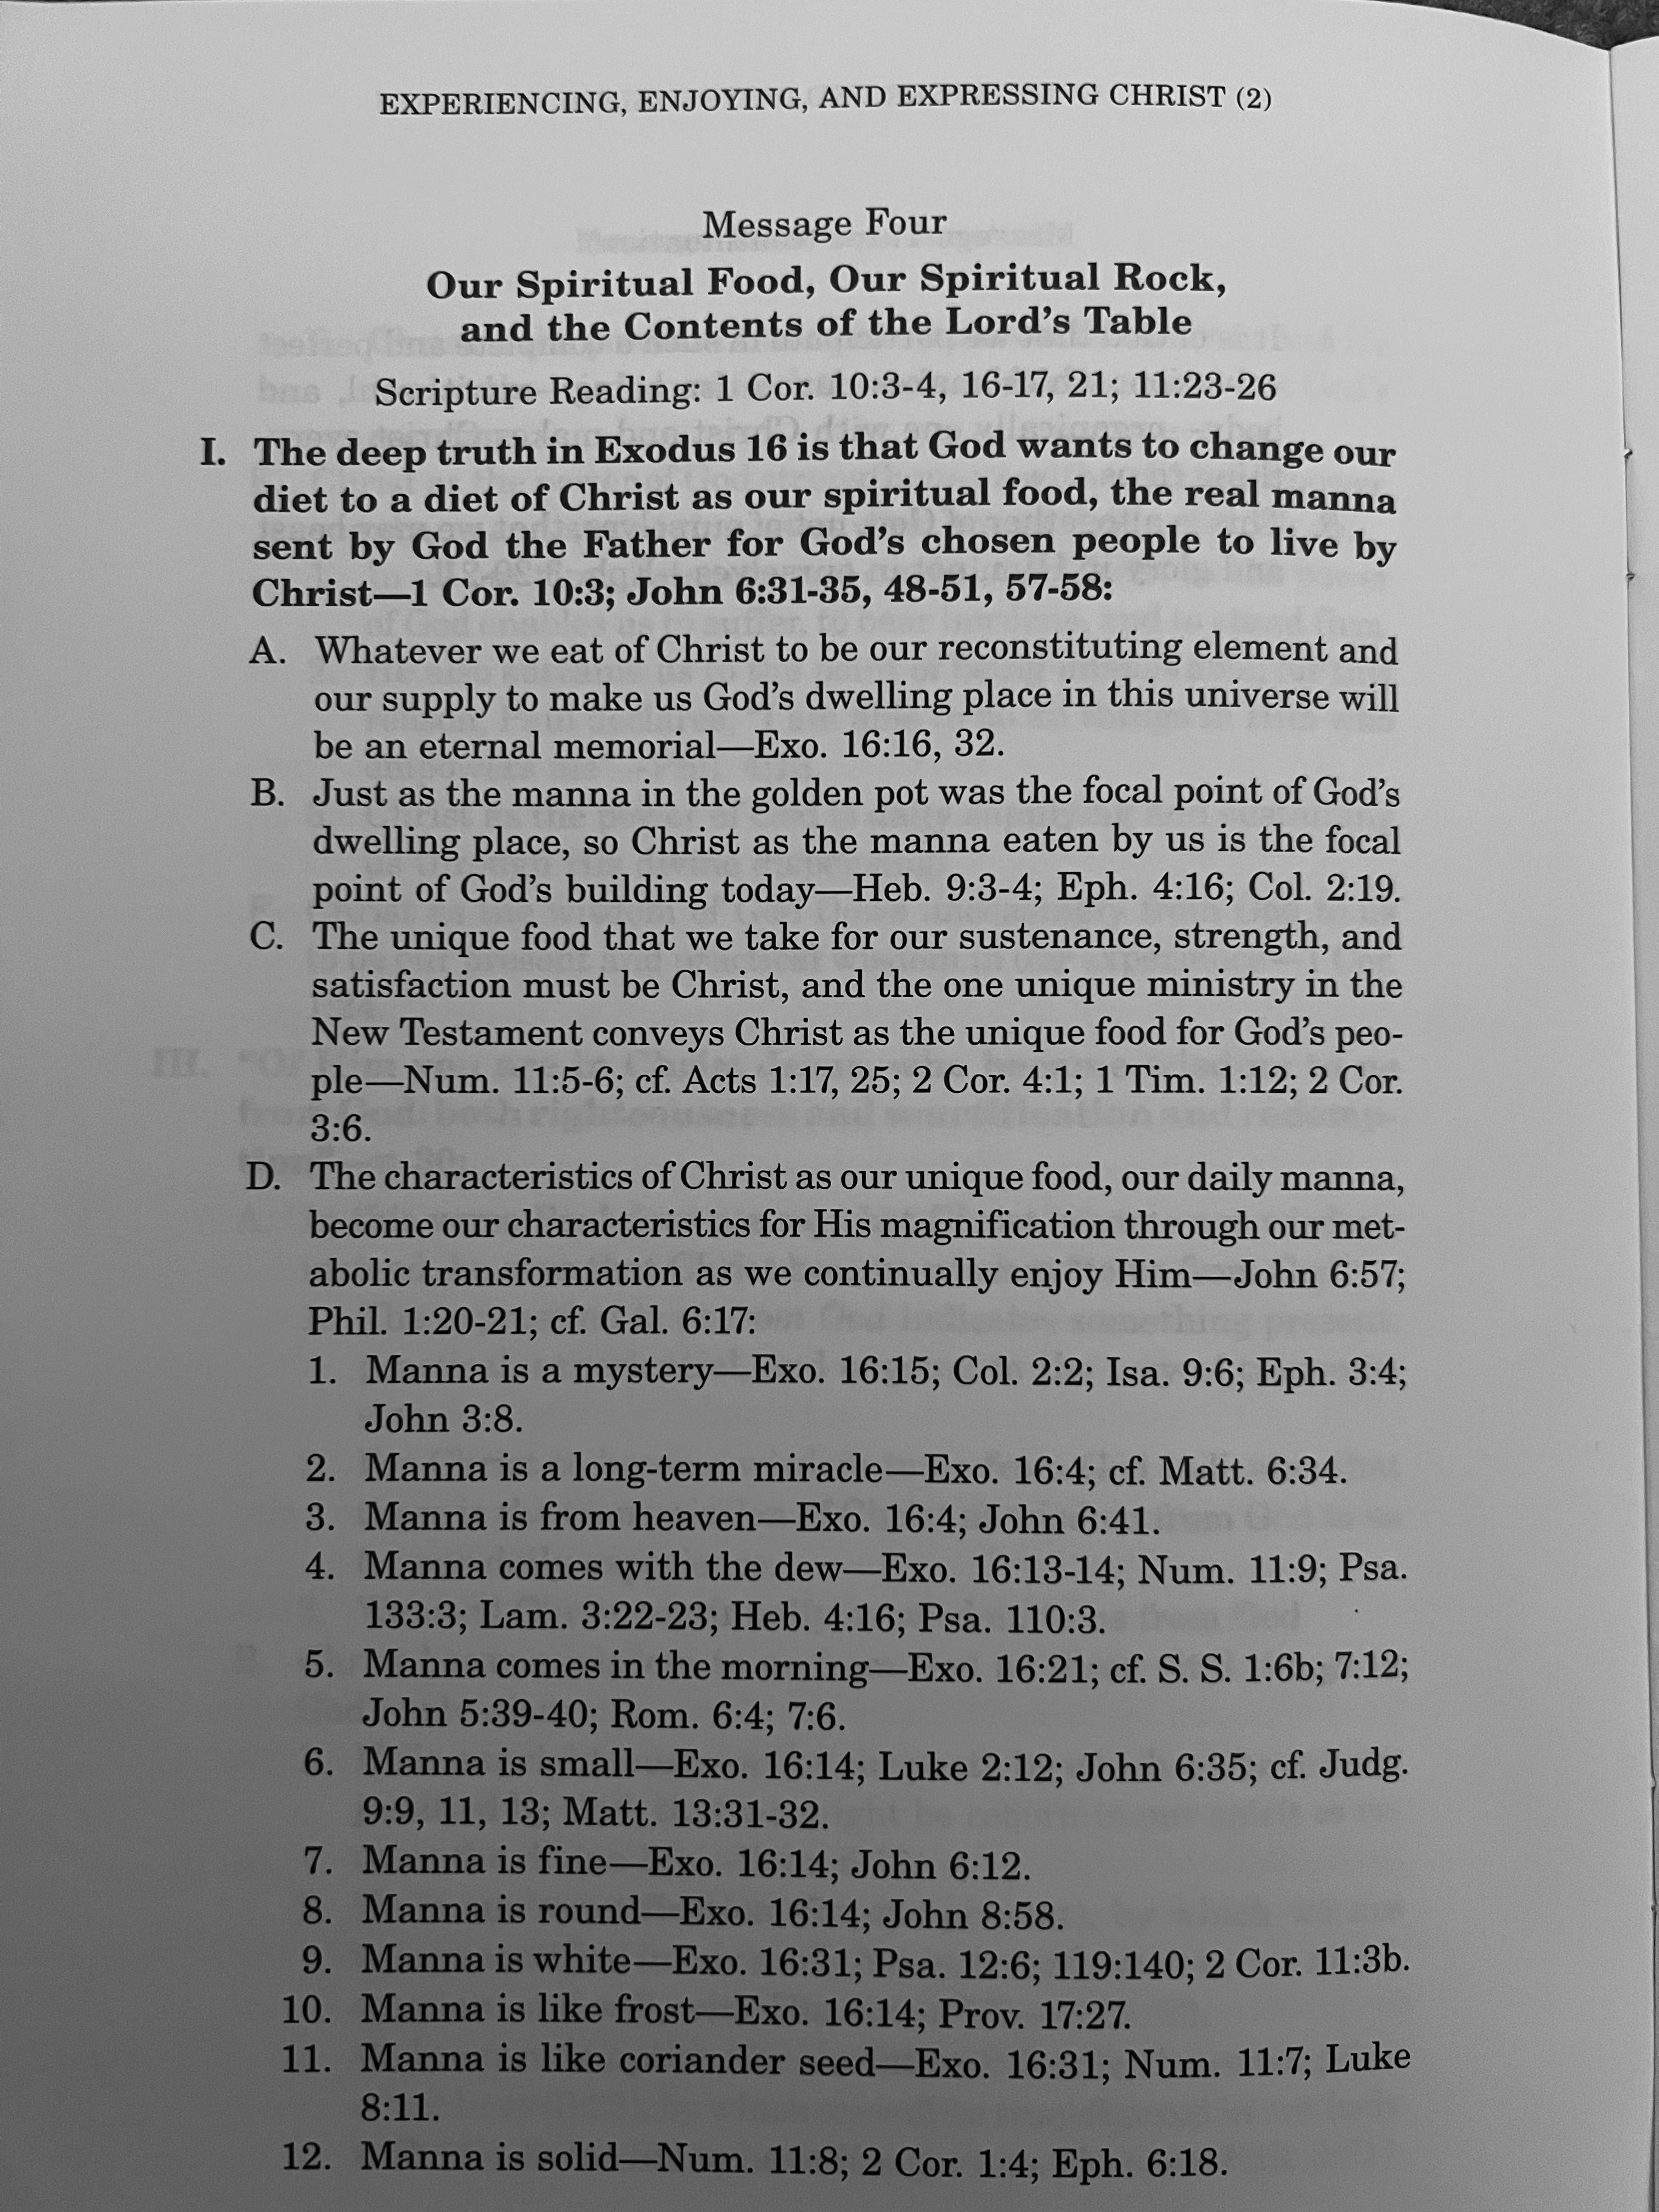 EXPERIENCING, ENJOYING, AND EXPRESSING CHRIST (2)
Message Four
Our Spiritual Food, Our Spiritual Rock,
and the Contents of the Lord's Table
Scripture Reading: 1 Cor. 10:3-4, 16-17, 21; 11:23-26
I. The deep truth in Exodus 16 is that God wants to change our
diet to a diet of Christ as our spiritual food, the real manna
sent by God the Father for God's chosen people to live by
Christ—1 Cor. 10:3; John 6:31-35, 48-51, 57-58:
A. Whatever we eat of Christ to be our reconstituting element and
our supply to make us God's dwelling place in this universe will
be an eternal memorial—Exo. 16:16, 32.
B. Just as the manna in the golden pot was the focal point of God's
dwelling place, so Christ as the manna eaten by us is the focal
point of God's building today—Heb. 9:3-4; Eph. 4:16; Col. 2:19.
C. The unique food that we take for our sustenance, strength, and
satisfaction must be Christ, and the one unique ministry in the
New Testament conveys Christ as the unique food for God's peo-
ple—Num. 11:5-6; cf. Acts 1:17, 25; 2 Cor. 4:1; 1 Tim. 1:12; 2 Cor.
3:6.
D. The characteristics of Christ as our unique food, our daily manna,
become our characteristics for His magnification through our met-
abolic transformation as we continually enjoy Him—John 6:57;
Phil. 1:20-21; cf. Gal. 6:17:
1. Manna is a mystery—Exo. 16:15; Col. 2:2; Isa. 9:6; Eph. 3:4;
John 3:8.
2. Manna is a long-term miracle—Exo. 16:4; cf. Matt. 6:34.
3. Manna is from heaven—Exo. 16:4; John 6:41.
4. Manna comes with the dew—Exo. 16:13-14; Num. 11:9; Psa.
133:3; Lam. 3:22-23; Heb. 4:16; Psa. 110:3.
5. Manna comes in the morning—Exo. 16:21; cf. S. S. 1:6b; 7:12;
John 5:39-40; Rom. 6:4; 7:6.
6. Manna is small—Exo. 16:14; Luke 2:12; John 6:35; cf. Judg.
9:9, 11, 13; Matt. 13:31-32.
7. Manna is fine—Exo. 16:14; John 6:12.
8. Manna is round—Exo. 16:14; John 8:58.
9. Manna is white—Exo. 16:31; Psa. 12:6; 119:140; 2 Cor. 11:3b.
10. Manna is like frost—Exo. 16:14; Prov. 17:27.
11. Manna is like coriander seed—Exo. 16:31; Num. 11:7; Luke
8:11.
12. Manna is solid—Num. 11:8; 2 Cor. 1:4; Eph. 6:18.